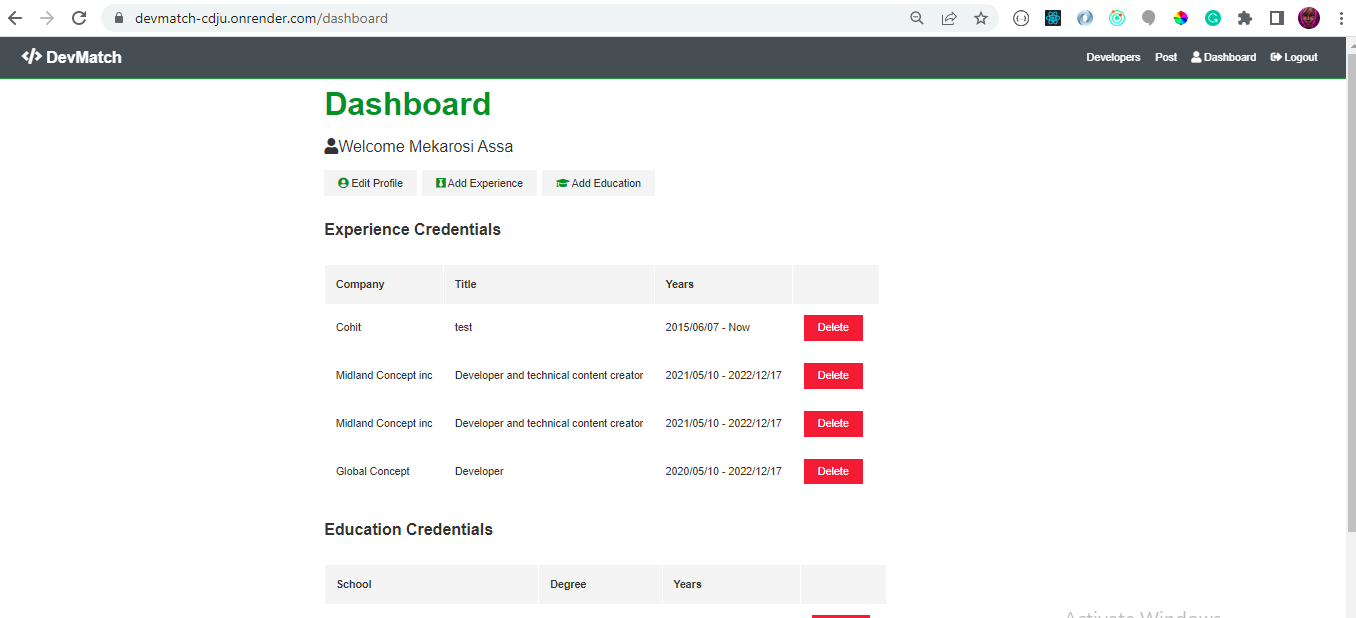 devmatch-cdju.onrender.com/dashboard
</> DevMatch
Developers Post Dashboard Logout
Dashboard
Welcome Mekarosi Assa
Edit Profile Add Experience Add Education
Experience Credentials
Company Title Years
Cohit test 2015/06/07 - Now Delete
Midland Concept inc Developer and technical content creator 2021/05/10 - 2022/12/17 Delete
Midland Concept inc Developer and technical content creator 2021/05/10 - 2022/12/17 Delete
Global Concept Developer 2020/05/10 - 2022/12/17 Delete
Education Credentials
School Degree Years
Activate Windows